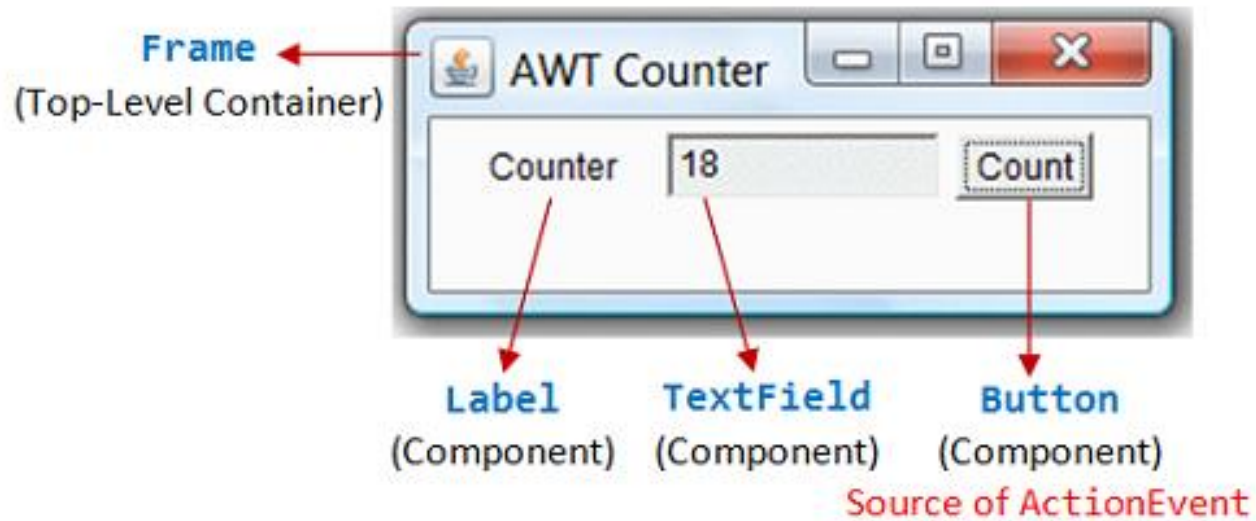 Frame
(Top-Level Container)
AWT Counter
Counter 18 Count
Label TextField Button
(Component) (Component) (Component)
Source of ActionEvent